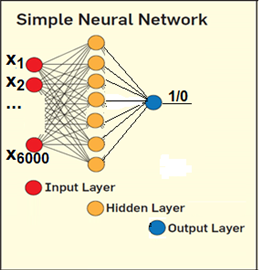 Simple Neural Network
X1
X2
...
X6000
1/0
Input Layer
Hidden Layer
Output Layer